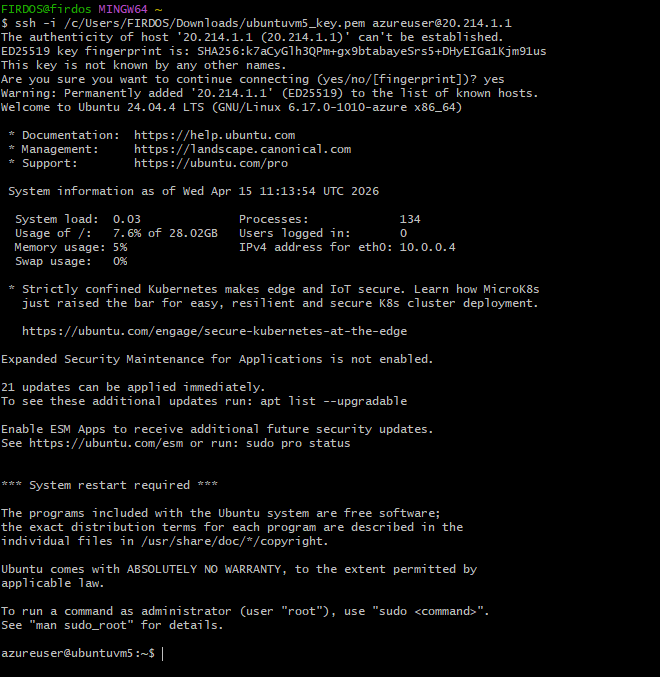 FIRDOS@firdos MINGW64 ~
$ ssh -i /c/Users/FIRDOS/Downloads/ubuntuvm5_key.pem azureuser@20.214.1.1
The authenticity of host '20.214.1.1 (20.214.1.1)' can't be established.
ED25519 key fingerprint is: SHA256:k7aCyGlh3QPm+gx9btabayeSrs5+DHyEIGa1Kjm91us
This key is not known by any other names.
Are you sure you want to continue connecting (yes/no/[fingerprint])? yes
Warning: Permanently added '20.214.1.1' (ED25519) to the list of known hosts.
Welcome to Ubuntu 24.04.4 LTS (GNU/Linux 6.17.0-1010-azure x86_64)

 * Documentation:  https://help.ubuntu.com
 * Management:     https://landscape.canonical.com
 * Support:        https://ubuntu.com/pro

 System information as of Wed Apr 15 11:13:54 UTC 2026

  System load:  0.03              Processes:             134
  Usage of /:   7.6% of 28.02GB   Users logged in:       0
  Memory usage: 5%                IPv4 address for eth0: 10.0.0.4
  Swap usage:   0%

 * Strictly confined Kubernetes makes edge and IoT secure. Learn how MicroK8s
   just raised the bar for easy, resilient and secure K8s cluster deployment.

   https://ubuntu.com/engage/secure-kubernetes-at-the-edge

Expanded Security Maintenance for Applications is not enabled.

21 updates can be applied immediately.
To see these additional updates run: apt list --upgradable

Enable ESM Apps to receive additional future security updates.
See https://ubuntu.com/esm or run: sudo pro status


*** System restart required ***

The programs included with the Ubuntu system are free software;
the exact distribution terms for each program are described in the
individual files in /usr/share/doc/*/copyright.

Ubuntu comes with ABSOLUTELY NO WARRANTY, to the extent permitted by
applicable law.

To run a command as administrator (user "root"), use "sudo <command>".
See "man sudo_root" for details.

azureuser@ubuntuvm5:~$